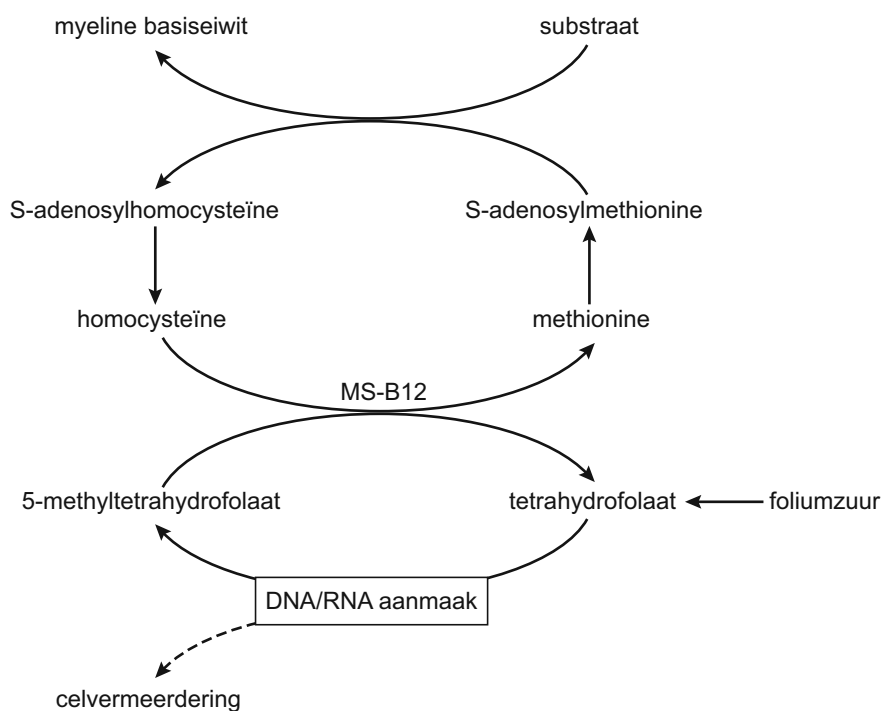 myeline basiseiwit
substraat
S-adenosylhomocysteïne
S-adenosylmethionine
homocysteïne
methionine
MS-B12
5-methyltetrahydrofolaat
tetrahydrofolaat
foliumzuur
DNA/RNA aanmaak
celvermeerdering